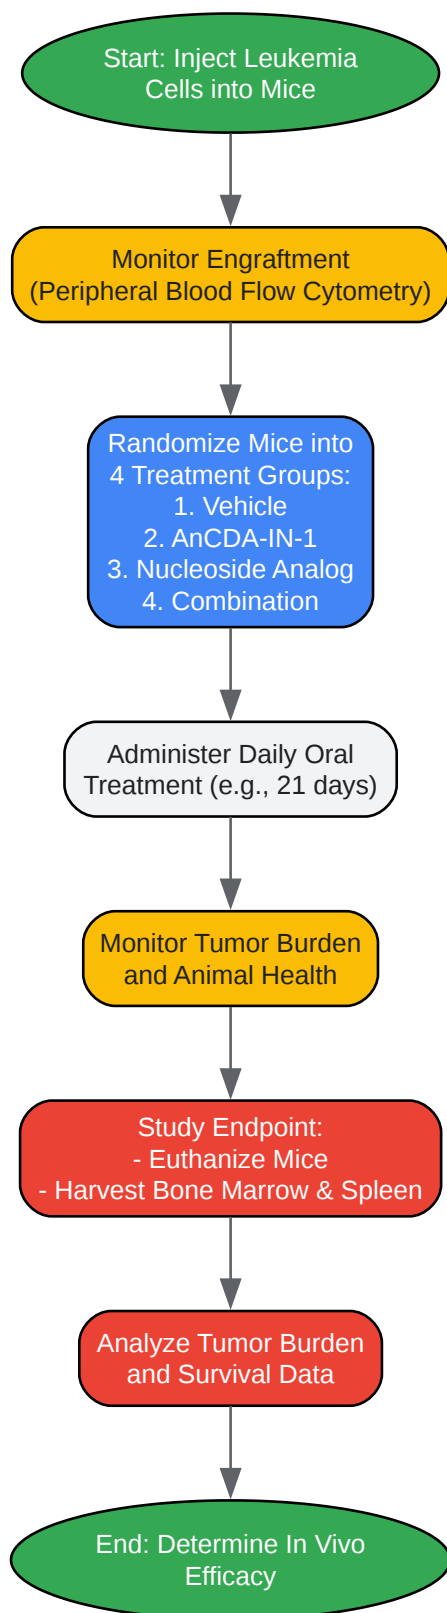 Start: Inject Leukemia
Cells into Mice
Monitor Engraftment
(Peripheral Blood Flow Cytometry)
Randomize Mice into
4 Treatment Groups:
1. Vehicle
2. AnCDA-IN-1
3. Nucleoside Analog
4. Combination
Administer Daily Oral
Treatment (e.g., 21 days)
Monitor Tumor Burden
and Animal Health
Study Endpoint:
- Euthanize Mice
- Harvest Bone Marrow & Spleen
Analyze Tumor Burden
and Survival Data
End: Determine In Vivo
Efficacy